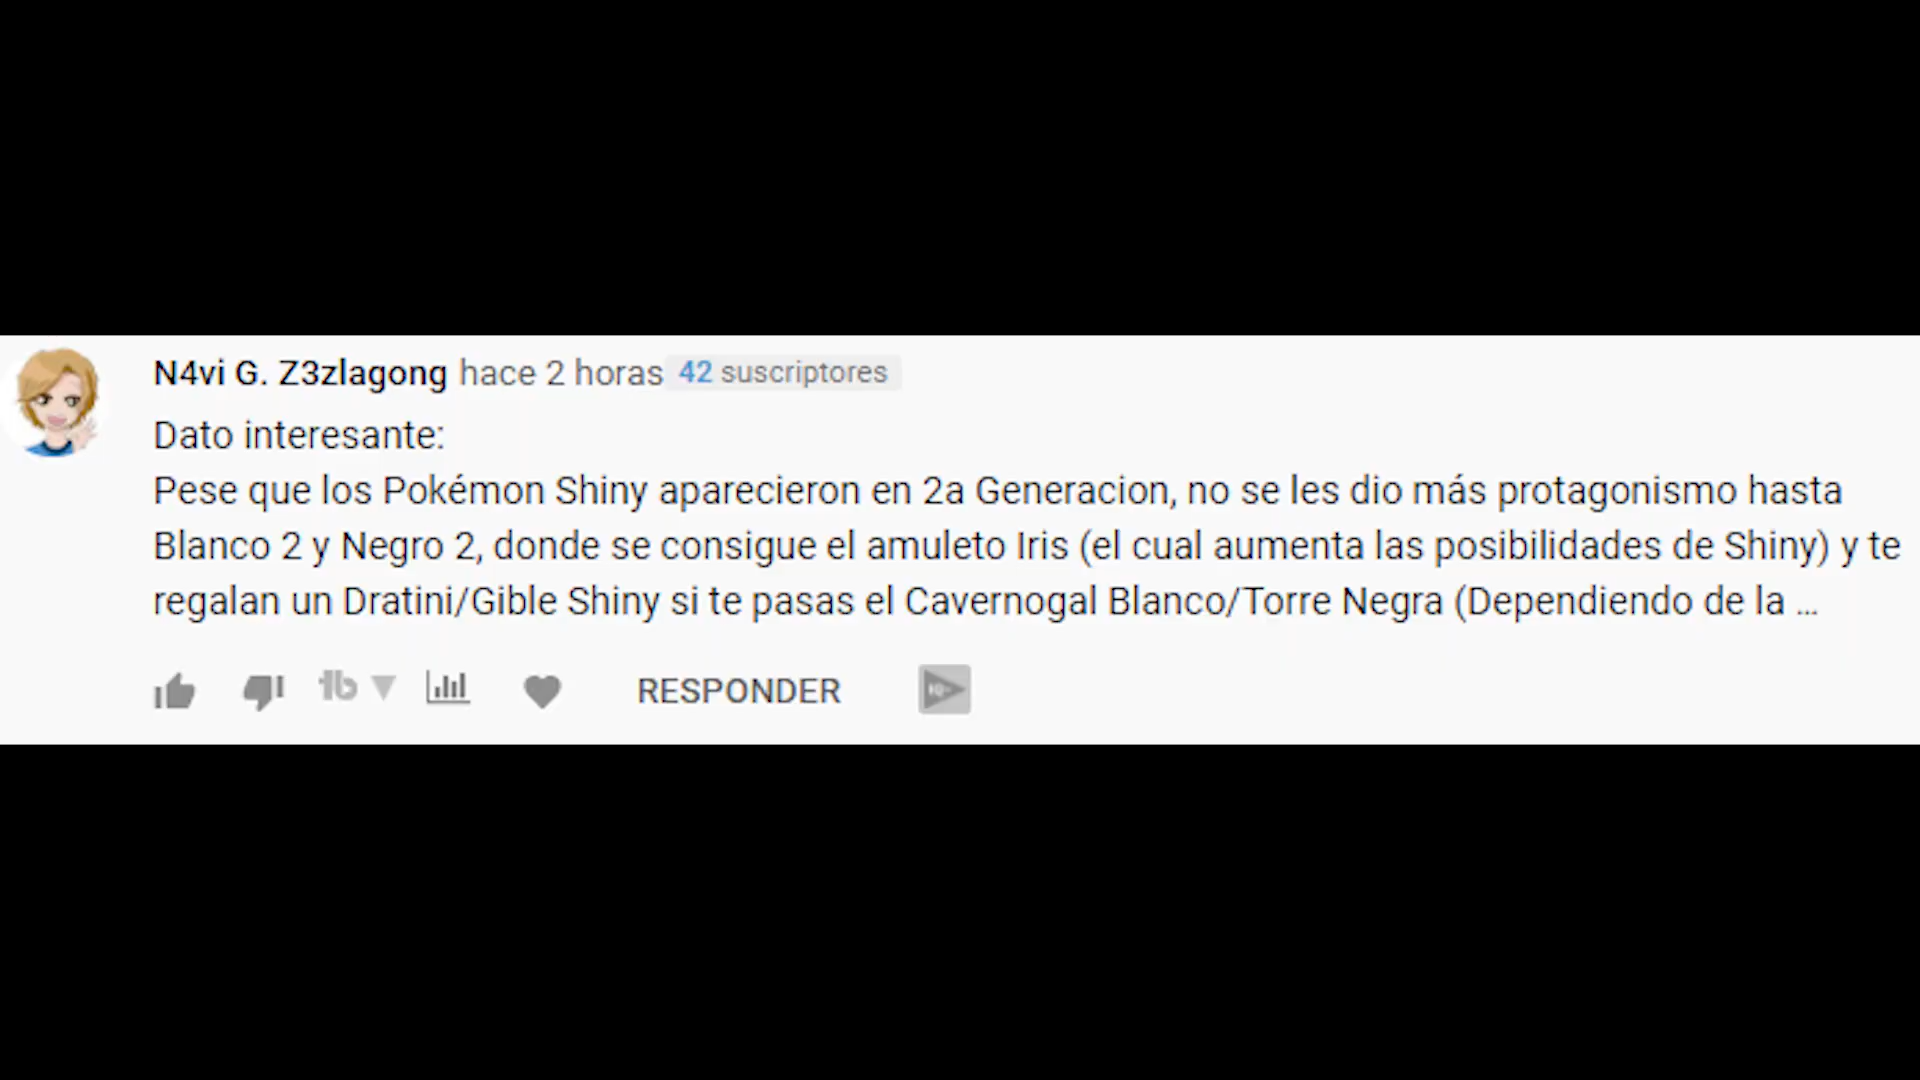 N4vi G. Z3zlagong hace 2 horas 42 suscriptores
Dato interesante:
Pese que los Pokémon Shiny aparecieron en 2a Generacion, no se les dio más protagonismo hasta
Blanco 2 y Negro 2, donde se consigue el amuleto Iris (el cual aumenta las posibilidades de Shiny) y te
regalan un Dratini/Gible Shiny si te pasas el Cavernogal Blanco/Torre Negra (Dependiendo de la ...
RESPONDER